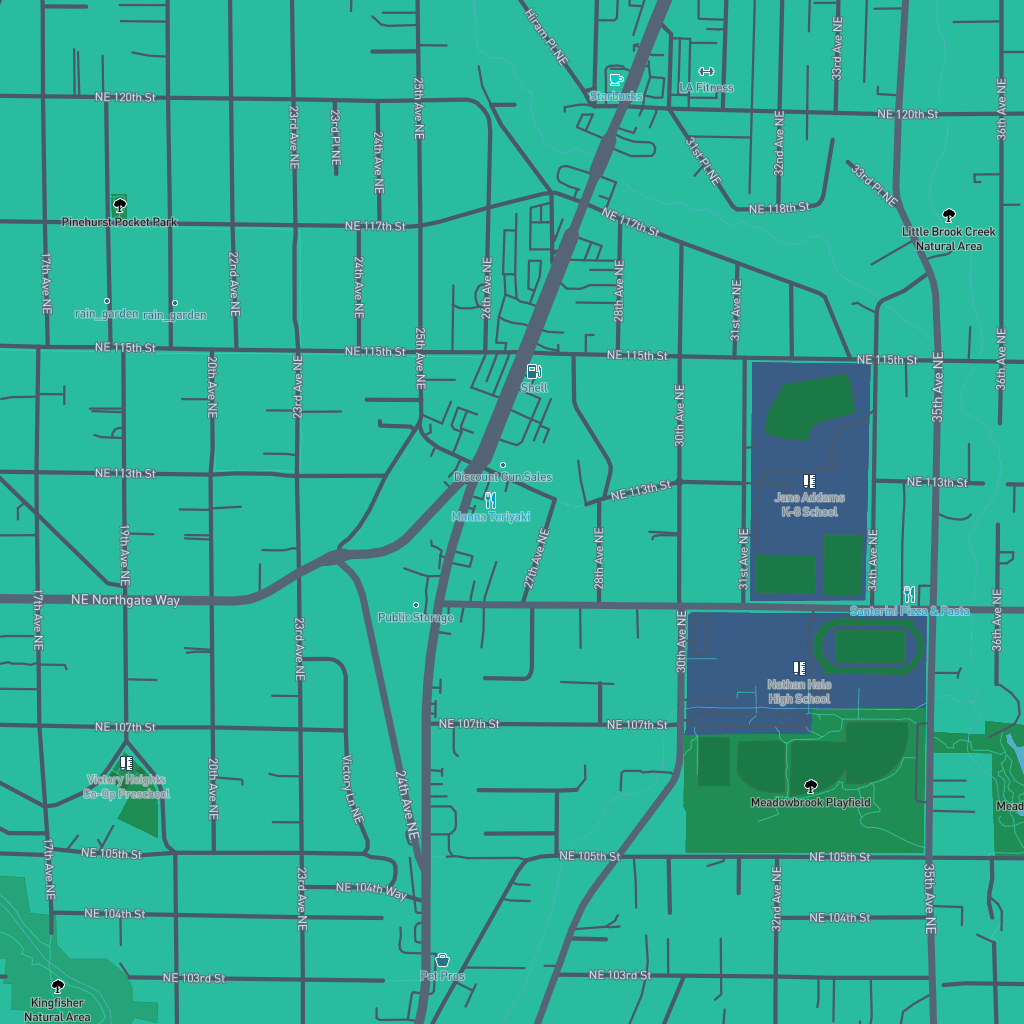 Hiram Pl NE
33rd Ave NE
Starbucks
LA Fitness
NE 120th St
25th Ave NE
36th Ave NE
NE 120th St
23rd Ave NE
23rd Pl NE
24th Ave NE
31st Pl NE
32nd Ave NE
33rd Pl NE
Pinehurst Pocket Park
NE 117th St
NE 117th St
NE 118th St
Little Brook Creek
Natural Area
17th Ave NE
22nd Ave NE
24th Ave NE
26th Ave NE
28th Ave NE
31st Ave NE
rain_garden
rain_garden
NE 115th St
NE 115th St
NE 115th St
NE 115th St
20th Ave NE
23rd Ave NE
25th Ave NE
Shell
30th Ave NE
35th Ave NE
36th Ave NE
NE 113th St
Discount Gun Sales
NE 113th St
NE 113th St
Manna Teriyaki
Jane Addams
K-8 School
19th Ave NE
27th Ave NE
28th Ave NE
31st Ave NE
34th Ave NE
NE Northgate Way
17th Ave NE
23rd Ave NE
Public Storage
30th Ave NE
Santorini Pizza & Pasta
36th Ave NE
Nathan Hale
High School
NE 107th St
NE 107th St
NE 107th St
Victory Heights
Co-Op Preschool
20th Ave NE
Victory Ln NE
24th Ave NE
Meadowbrook Playfield
Mead
17th Ave NE
NE 105th St
NE 105th St
NE 105th St
23rd Ave NE
NE 104th Way
32nd Ave NE
35th Ave NE
NE 104th St
NE 104th St
NE 103rd St
Pet Pros
NE 103rd St
Kingfisher
Natural Area